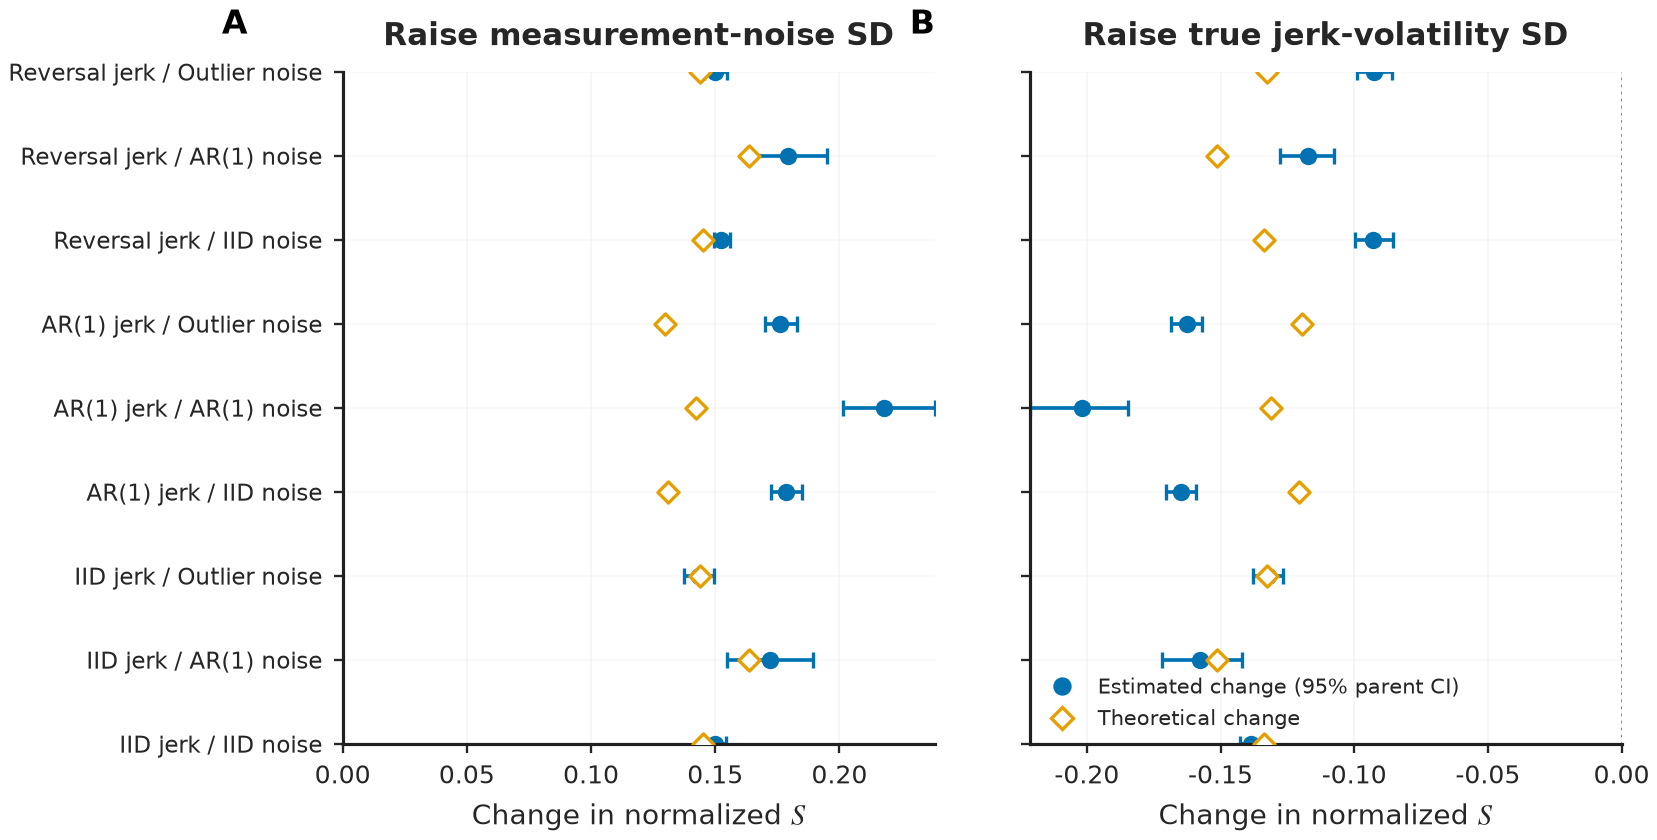 A
Raise measurement-noise SD
B
Raise true jerk-volatility SD
Reversal jerk / Outlier noise
Reversal jerk / AR(1) noise
Reversal jerk / IID noise
AR(1) jerk / Outlier noise
AR(1) jerk / AR(1) noise
AR(1) jerk / IID noise
IID jerk / Outlier noise
IID jerk / AR(1) noise
IID jerk / IID noise
Estimated change (95% parent CI)
Theoretical change
0.00 0.05 0.10 0.15 0.20
-0.20 -0.15 -0.10 -0.05 0.00
Change in normalized S
Change in normalized S